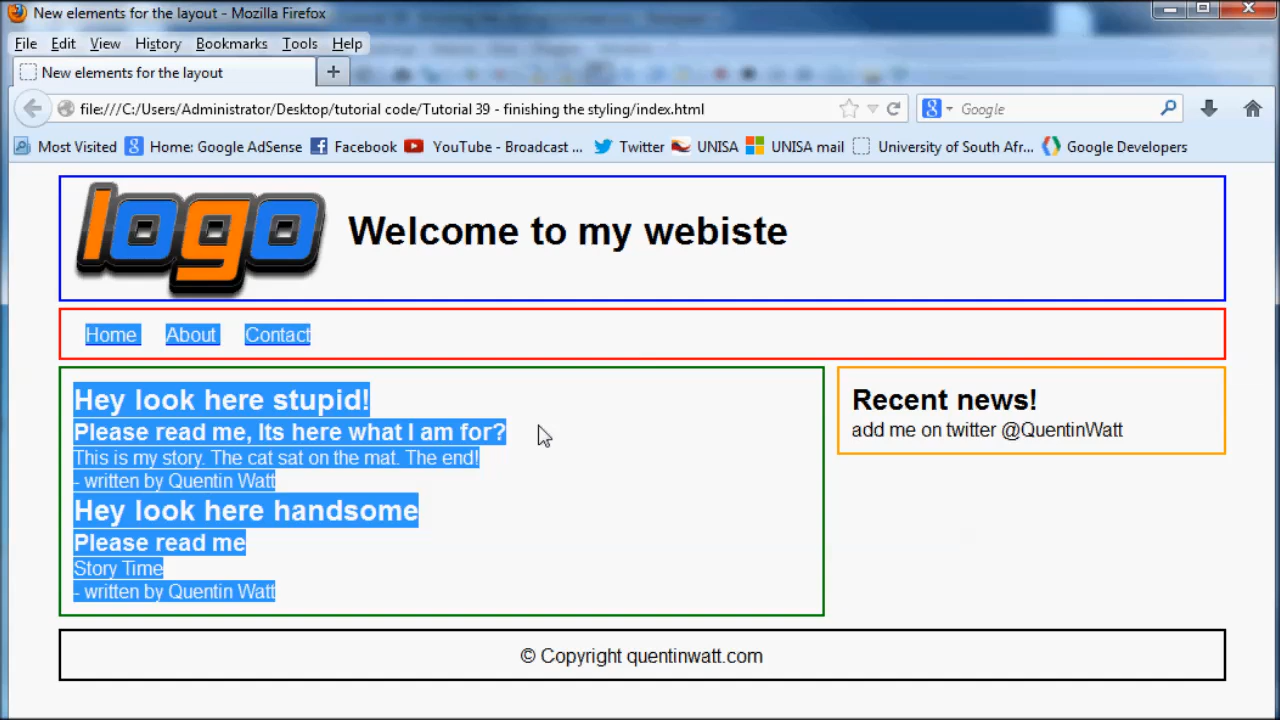 New elements for the layout - Mozilla Firefox
File Edit View History Bookmarks Tools Help
New elements for the layout +
file:///C:/Users/Administrator/Desktop/tutorial code/Tutorial 39 - finishing the styling/index.html Google
Most Visited Home: Google AdSense Facebook YouTube - Broadcast ... Twitter UNISA UNISA mail University of South Afr... Google Developers
logo Welcome to my webiste
Home About Contact
Hey look here stupid!
Please read me, Its here what I am for?
This is my story. The cat sat on the mat. The end!
- written by Quentin Watt
Hey look here handsome
Please read me
Story Time
- written by Quentin Watt
Recent news!
add me on twitter @QuentinWatt
© Copyright quentinwatt.com